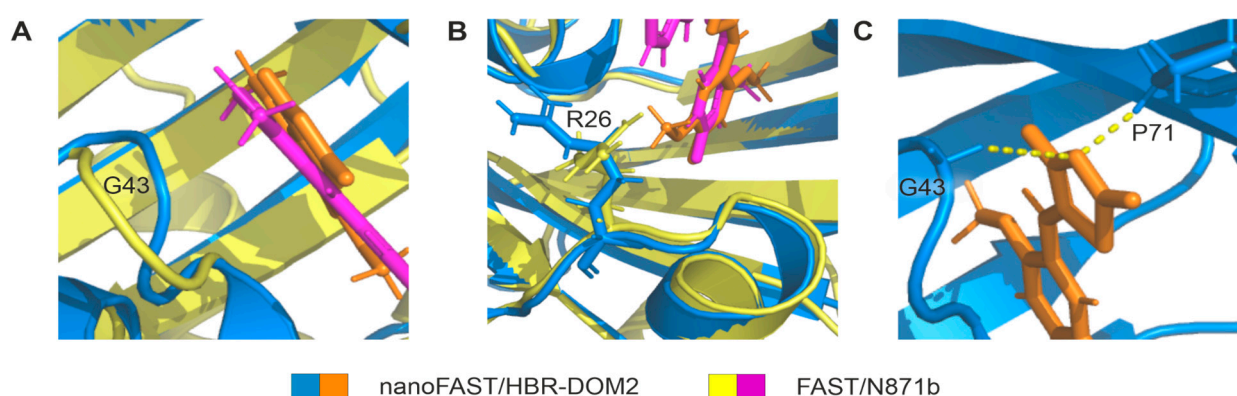 A
B
C
G43
R26
G43
P71
nanoFAST/HBR-DOM2
FAST/N871b